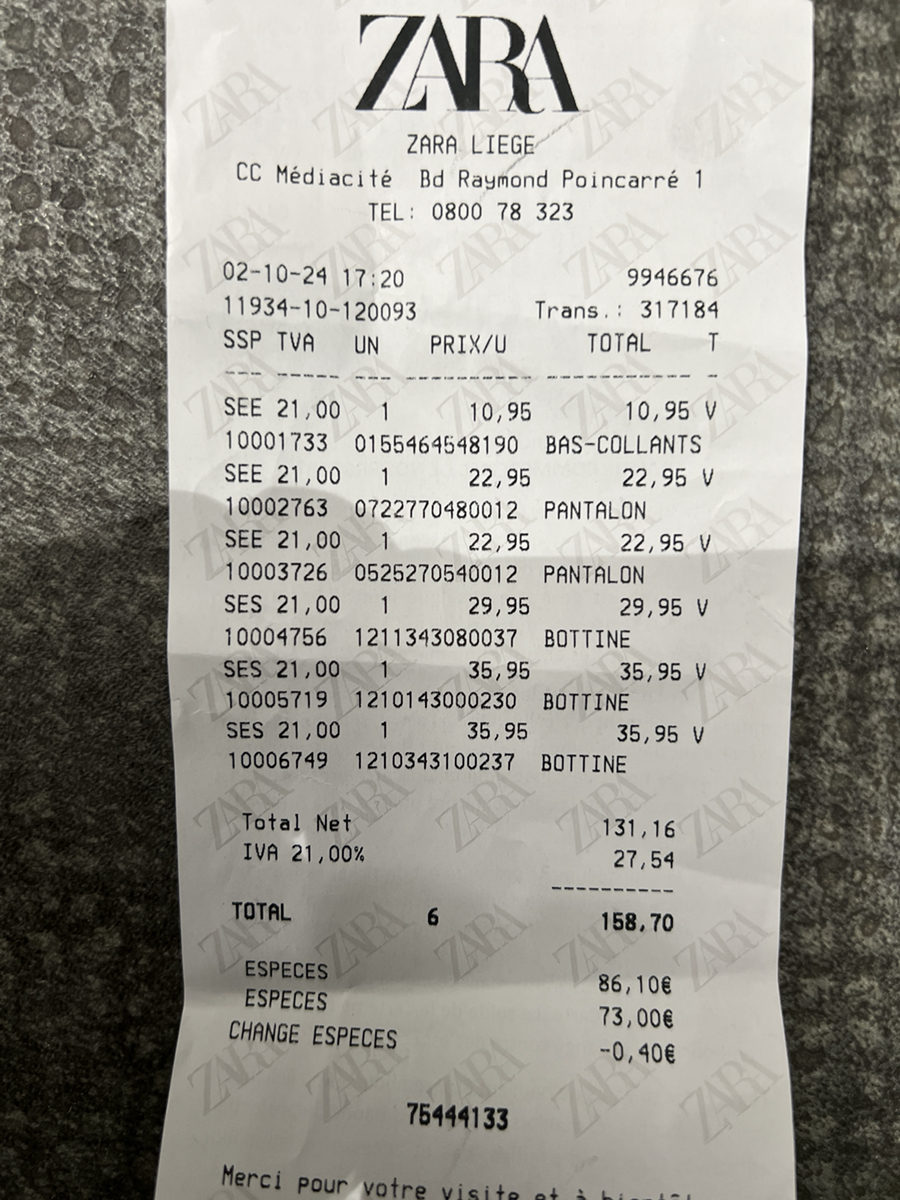 ZARA
ZARA LIEGE
CC Médiacité Bd Raymond Poincarré 1
TEL: 0800 78 323
02-10-24 17:20 9946676
11934-10-120093 Trans.: 317184
SSP TVA UN PRIX/U TOTAL T
SEE 21,00 1 10,95 10,95 V
10001733 0155464548190 BAS-COLLANTS
SEE 21,00 1 22,95 22,95 V
10002763 0722770480012 PANTALON
SEE 21,00 1 22,95 22,95 V
10003726 0525270540012 PANTALON
SES 21,00 1 29,95 29,95 V
10004756 1211343080037 BOTTINE
SES 21,00 1 35,95 35,95 V
10005719 1210143000230 BOTTINE
SES 21,00 1 35,95 35,95 V
10006749 1210343100237 BOTTINE
Total Net 131,16
IVA 21,00% 27,54
TOTAL 6 158,70
ESPECES 86,10€
ESPECES 73,00€
CHANGE ESPECES -0,40€
75444133
Merci pour votre visite et à